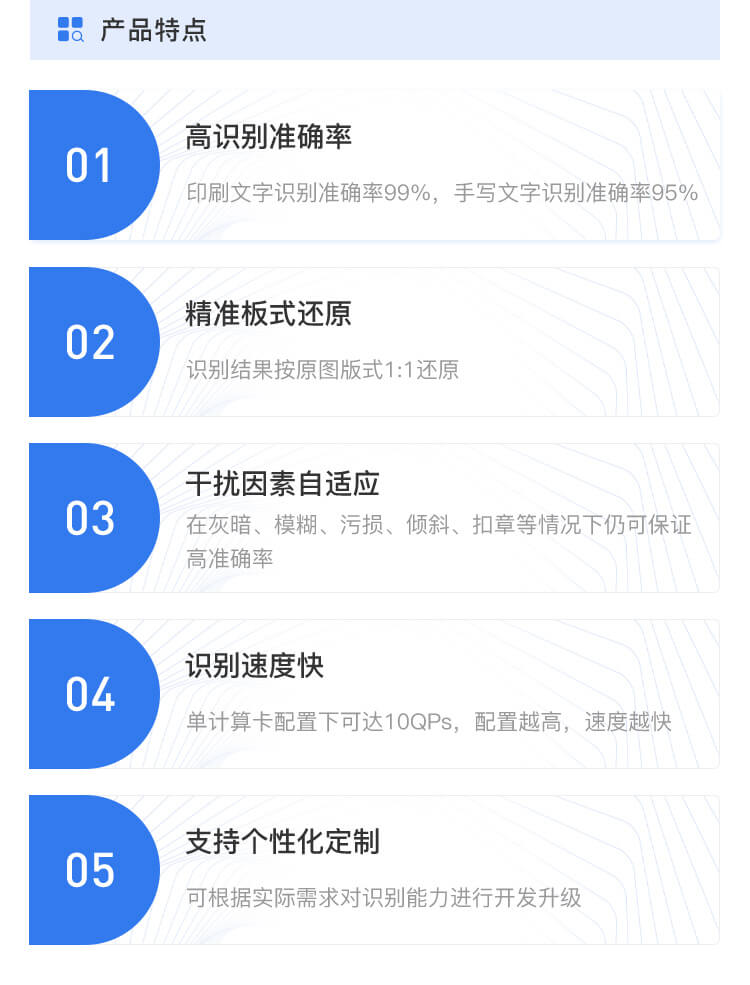 产品特点
01
高识别准确率
印刷文字识别准确率99%，手写文字识别准确率95%
02
精准板式还原
识别结果按原图版式1:1还原
03
干扰因素自适应
在灰暗、模糊、污损、倾斜、扣章等情况下仍可保证
高准确率
04
识别速度快
单计算卡配置下可达10QPs，配置越高，速度越快
05
支持个性化定制
可根据实际需求对识别能力进行开发升级